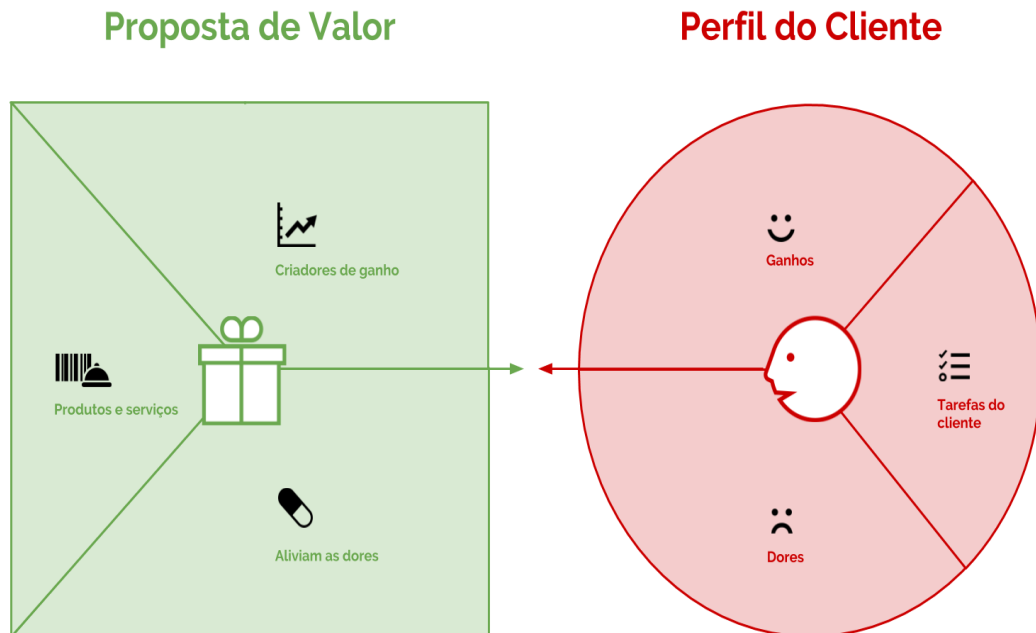 Proposta de Valor
Perfil do Cliente
Criadores de ganho
Produtos e serviços
Aliviam as dores
Ganhos
Tarefas do
cliente
Dores